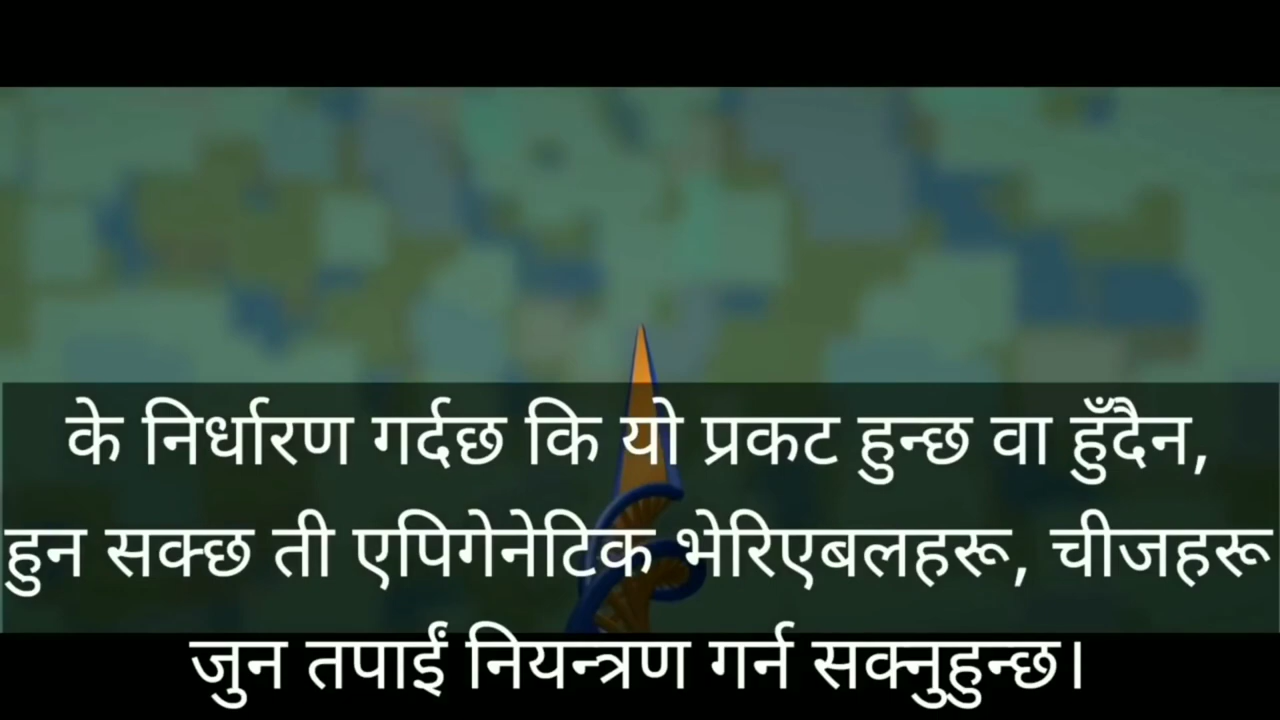 के निर्धारण गर्दछ कि यो प्रकट हुन्छ वा हुँदैन,
हुन सक्छ ती एपिगेनेटिक भेरिएबलहरू, चीजहरू
जुन तपाईं नियन्त्रण गर्न सक्नुहुन्छ।